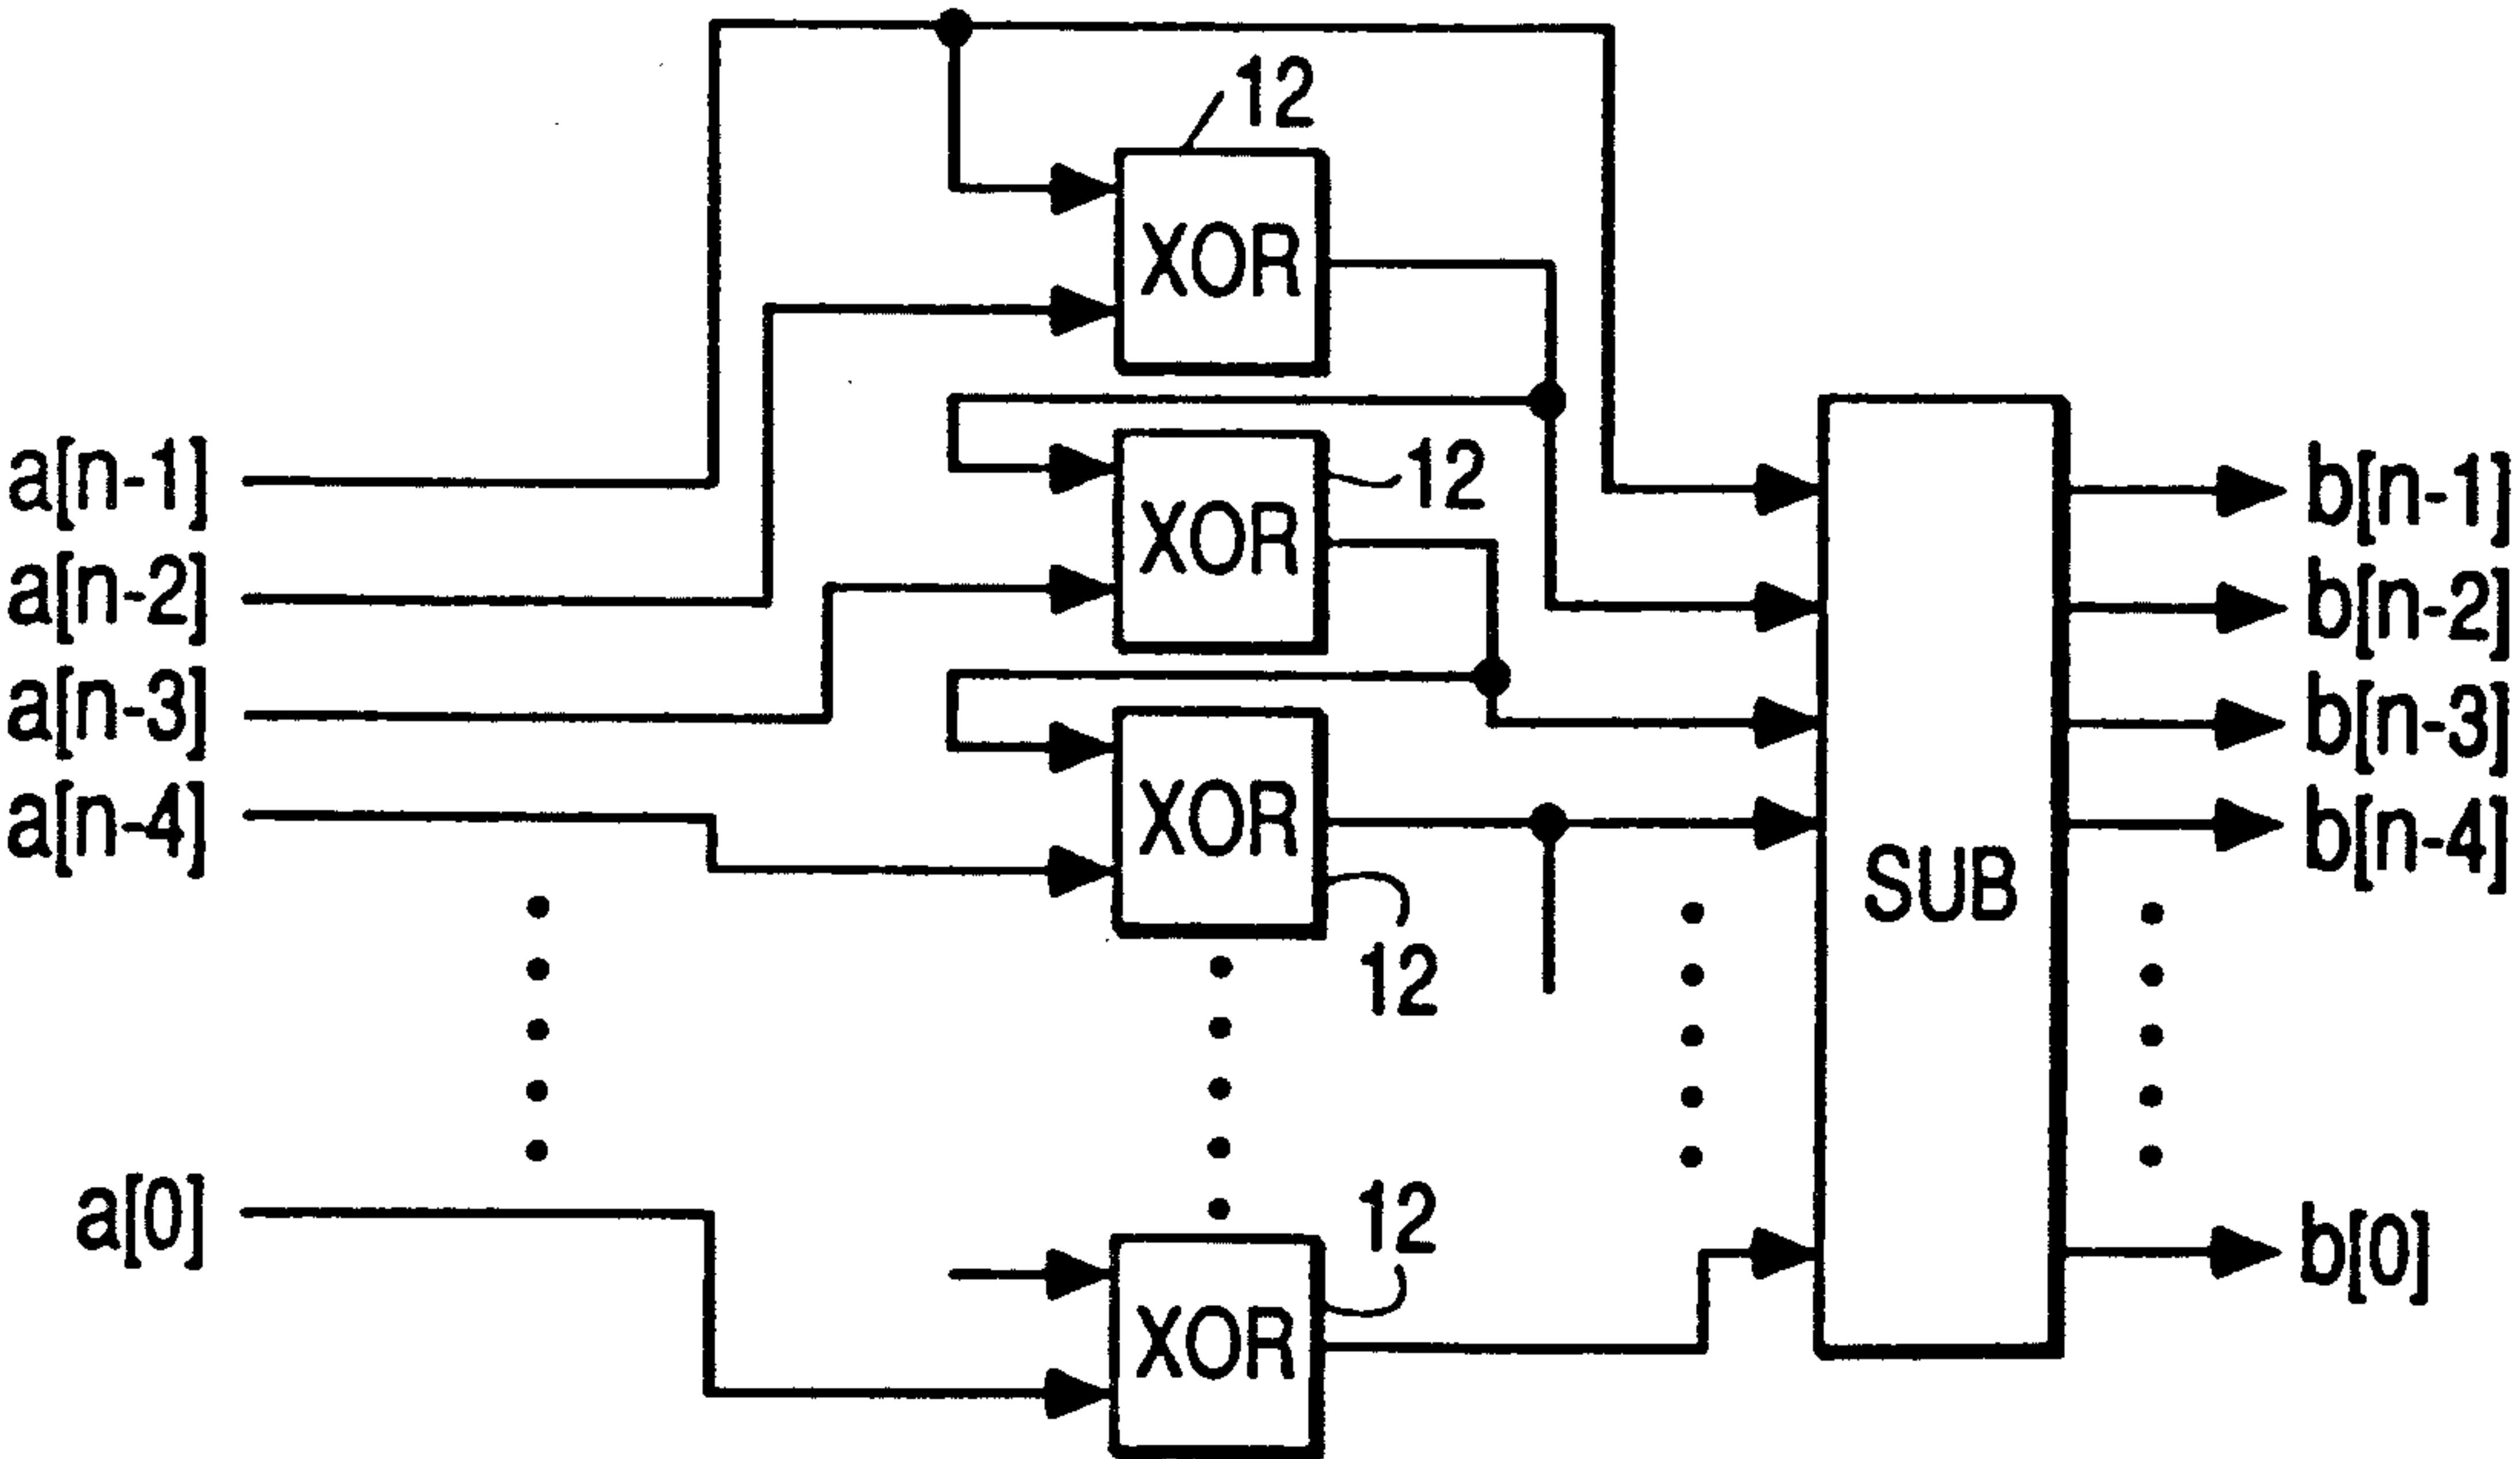 12
XOR
a[n-1]
12
b[n-1]
XOR
a[n-2]
b[n-2]
a[n-3]
b[n-3]
a[n-4]
XOR
b[n-4]
SUB
12
a[0]
12
b[0]
XOR